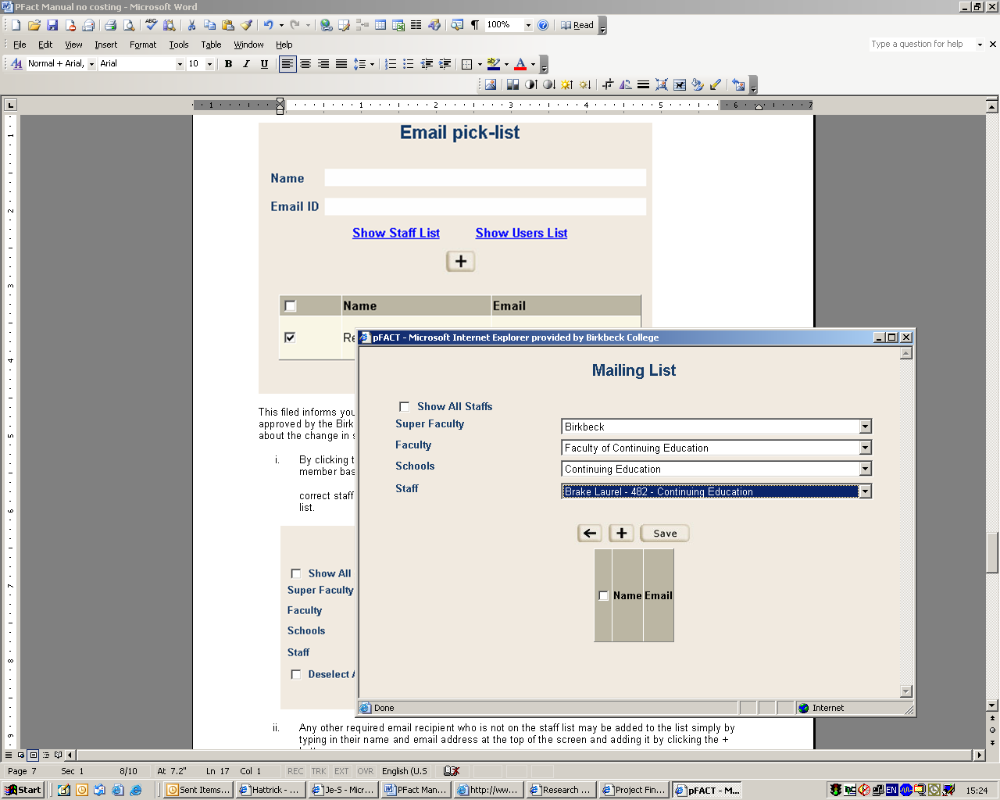 PFact Manual no costing - Microsoft Word
100%
Read
File Edit View Insert Format Tools Table Window Help
Type a question for help
Normal + Arial, Arial 10 B I U
1 1 2 3 4 5 6 7
Email pick-list
Name
Email ID
Show Staff List Show Users List
+
Name Email
Re
pFACT - Microsoft Internet Explorer provided by Birkbeck College
Mailing List
Show All Staffs
Super Faculty Birkbeck
Faculty Faculty of Continuing Education
Schools Continuing Education
Staff Brake Laurel - 482 - Continuing Education
Save
Name Email
Done Internet
This filed informs you
approved by the Birk
about the change in s
i. By clicking t
member bas
correct staff
list.
Show All
Super Faculty
Faculty
Schools
Staff
Deselect A
ii. Any other required email recipient who is not on the staff list may be added to the list simply by
typing in their name and email address at the top of the screen and adding it by clicking the +
Page 7 Sec 1 8/10 At 7.2" Ln 17 Col 1 REC TRK EXT OVR English (U.S
Start Sent Items... Hattrick - ... Je-S - Micr... PFact Man... http://ww... Research ... Project Fin... pFACT - M... EN 15:24